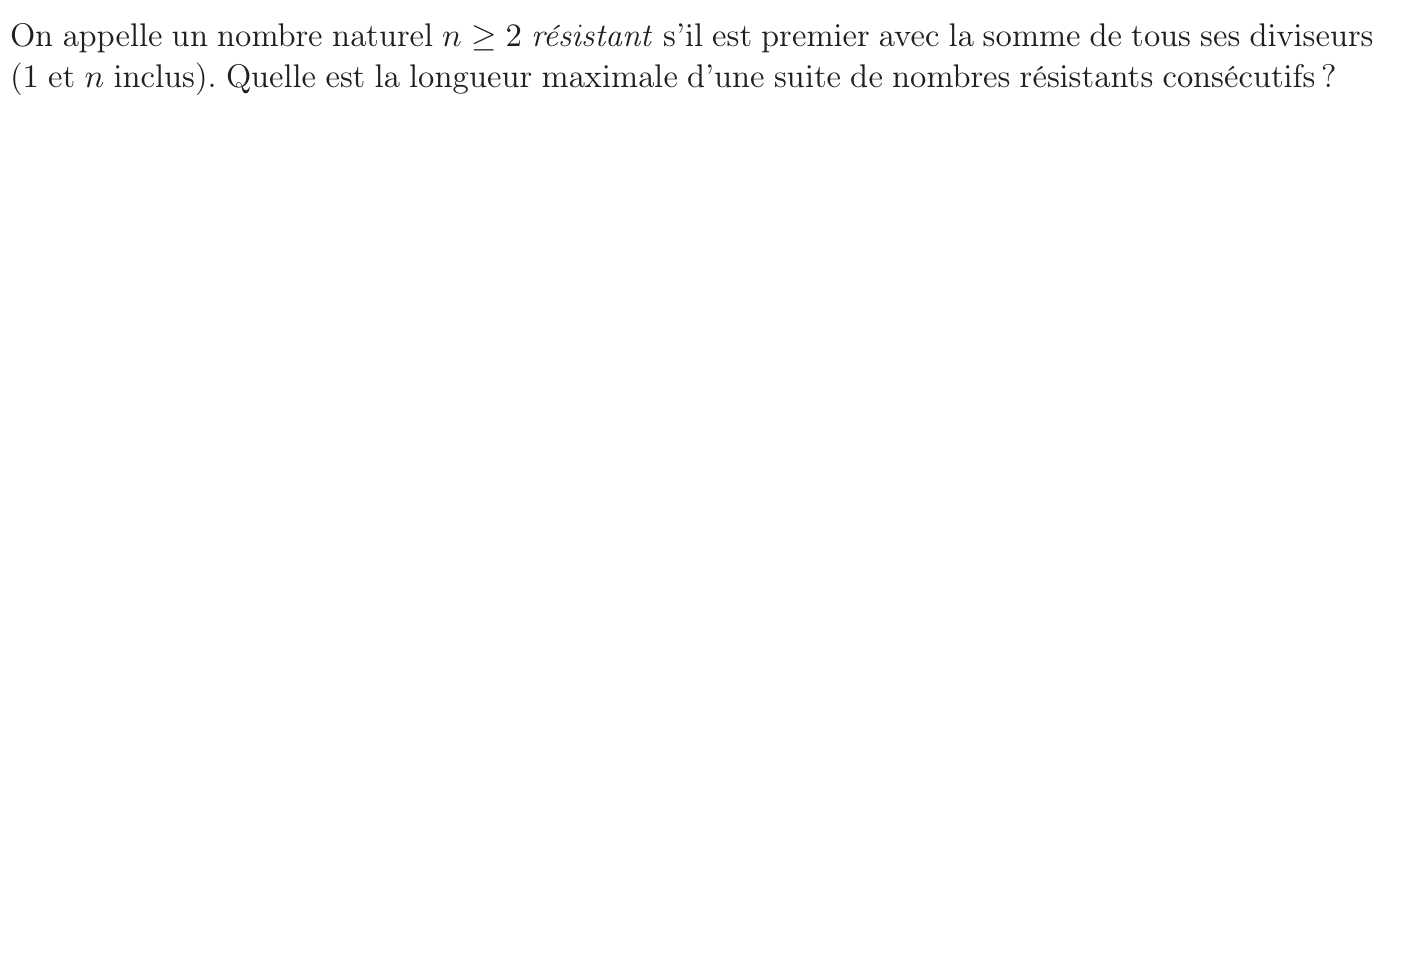 On appelle un nombre naturel n ≥ 2 résistant s'il est premier avec la somme de tous ses diviseurs
(1 et n inclus). Quelle est la longueur maximale d'une suite de nombres résistants consécutifs ?